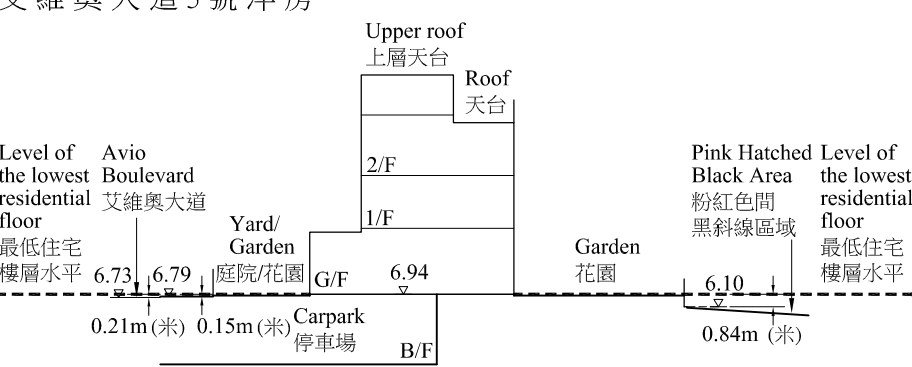 艾維奧大道5號洋房
Upper roof
上層天台
Roof
天台
2/F
1/F
G/F
6.94
B/F
Level of
the lowest
residential
floor
最低住宅
樓層水平
Avio
Boulevard
艾維奧大道
Yard/
Garden
庭院/花園
6.73
6.79
0.21m (米)
0.15m (米)
Carpark
停車場
Garden
花園
Pink Hatched
Black Area
粉紅色間
黑斜線區域
6.10
0.84m (米)
Level of
the lowest
residential
floor
最低住宅
樓層水平